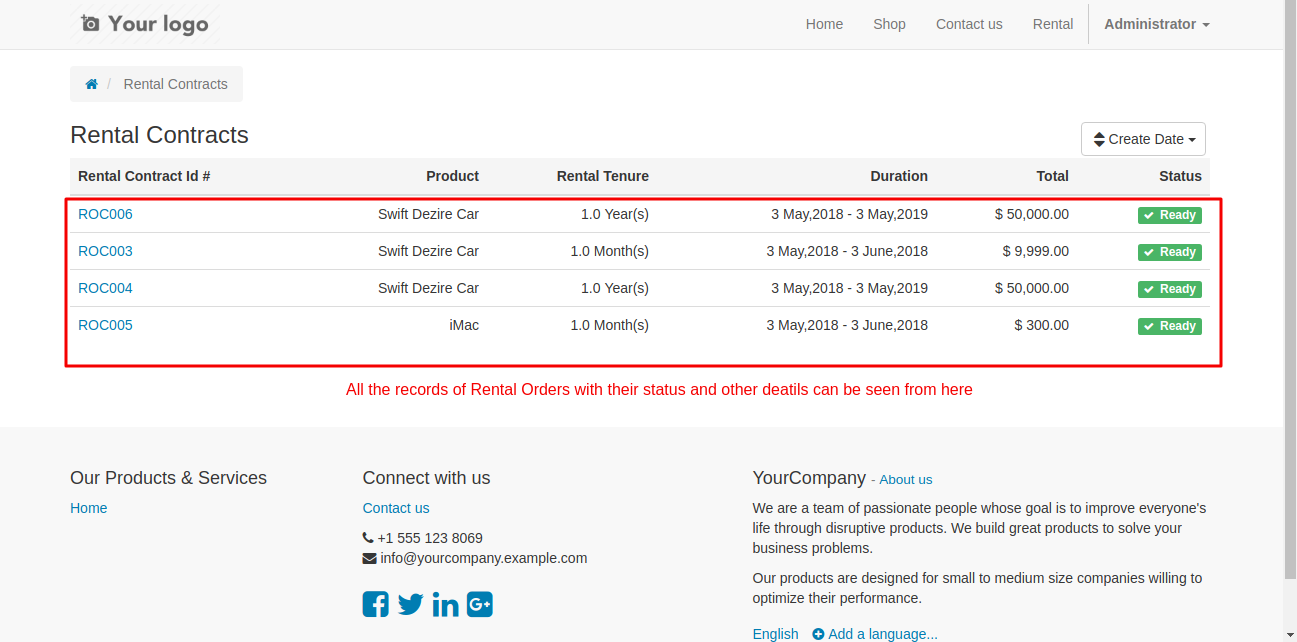 Your logo
Home Shop Contact us Rental Administrator
/ Rental Contracts
Rental Contracts
Create Date
Rental Contract Id # Product Rental Tenure Duration Total Status
ROC006 Swift Dezire Car 1.0 Year(s) 3 May,2018 - 3 May,2019 $ 50,000.00 Ready
ROC003 Swift Dezire Car 1.0 Month(s) 3 May,2018 - 3 June,2018 $ 9,999.00 Ready
ROC004 Swift Dezire Car 1.0 Year(s) 3 May,2018 - 3 May,2019 $ 50,000.00 Ready
ROC005 iMac 1.0 Month(s) 3 May,2018 - 3 June,2018 $ 300.00 Ready
All the records of Rental Orders with their status and other deatils can be seen from here
Our Products & Services
Home
Connect with us
Contact us
+1 555 123 8069
info@yourcompany.example.com
YourCompany - About us
We are a team of passionate people whose goal is to improve everyone's
life through disruptive products. We build great products to solve your
business problems.
Our products are designed for small to medium size companies willing to
optimize their performance.
English Add a language...